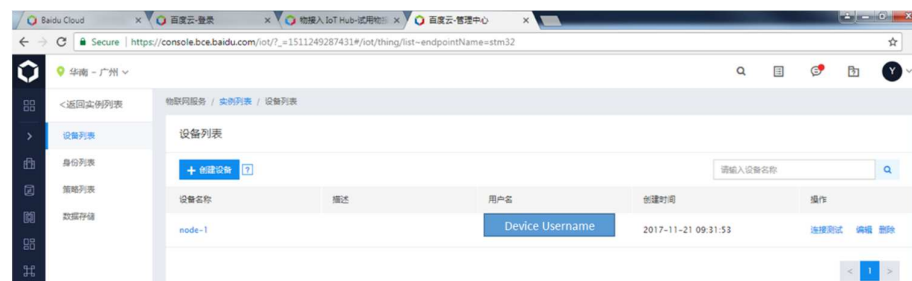 Baidu Cloud
百度云-登录
物接入 IoT Hub-试用物
百度云-管理中心
Secure | https://console.bce.baidu.com/iot/?_=1511249287431#/iot/thing/list~endpointName=stm32
华南 - 广州
Y
<返回实例列表
物联网服务 / 实例列表 / 设备列表
设备列表
设备列表
身份列表
+ 创建设备 ?
请输入设备名称
策略列表
设备名称 描述 用户名 创建时间 操作
数据存储
node-1 Device Username 2017-11-21 09:31:53 连接测试 编辑 删除
< 1 >